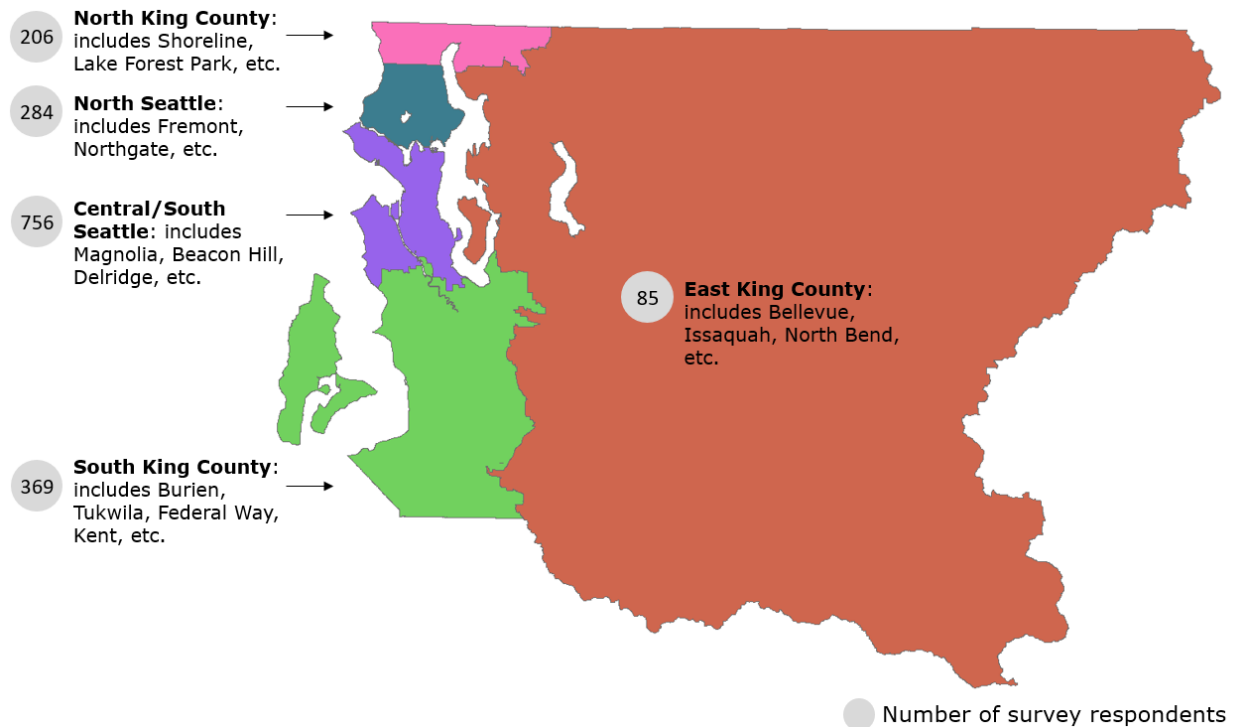 206
North King County:
includes Shoreline,
Lake Forest Park, etc.
284
North Seattle:
includes Fremont,
Northgate, etc.
756
Central/South
Seattle: includes
Magnolia, Beacon Hill,
Delridge, etc.
85
East King County:
includes Bellevue,
Issaquah, North Bend,
etc.
369
South King County:
includes Burien,
Tukwila, Federal Way,
Kent, etc.
Number of survey respondents